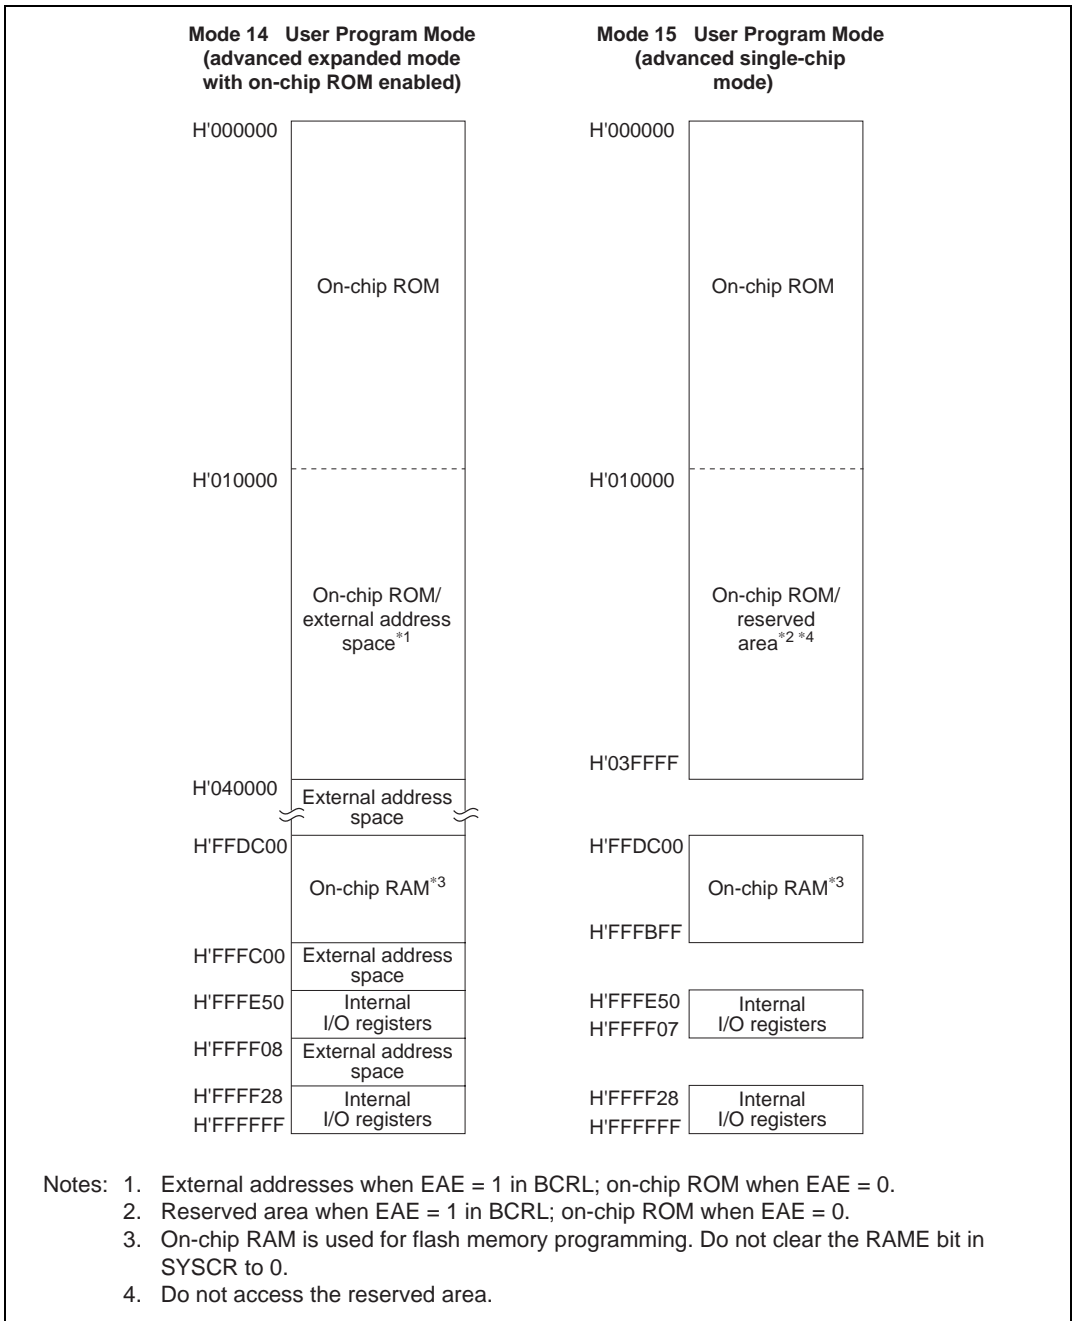 Mode 14   User Program Mode
(advanced expanded mode
with on-chip ROM enabled)
H'000000
On-chip ROM
H'010000
On-chip ROM/
external address
space*1
H'040000
External address
space
H'FFDC00
On-chip RAM*3
H'FFFC00
External address
space
H'FFFE50
Internal
I/O registers
H'FFFF08
External address
space
H'FFFF28
Internal
I/O registers
H'FFFFFF
Mode 15   User Program Mode
(advanced single-chip
mode)
H'000000
On-chip ROM
H'010000
On-chip ROM/
reserved
area*2 *4
H'03FFFF
H'FFDC00
On-chip RAM*3
H'FFFBFF
H'FFFE50
Internal
I/O registers
H'FFFF07
H'FFFF28
Internal
I/O registers
H'FFFFFF
Notes: 1. External addresses when EAE = 1 in BCRL; on-chip ROM when EAE = 0.
2. Reserved area when EAE = 1 in BCRL; on-chip ROM when EAE = 0.
3. On-chip RAM is used for flash memory programming. Do not clear the RAME bit in
SYSCR to 0.
4. Do not access the reserved area.